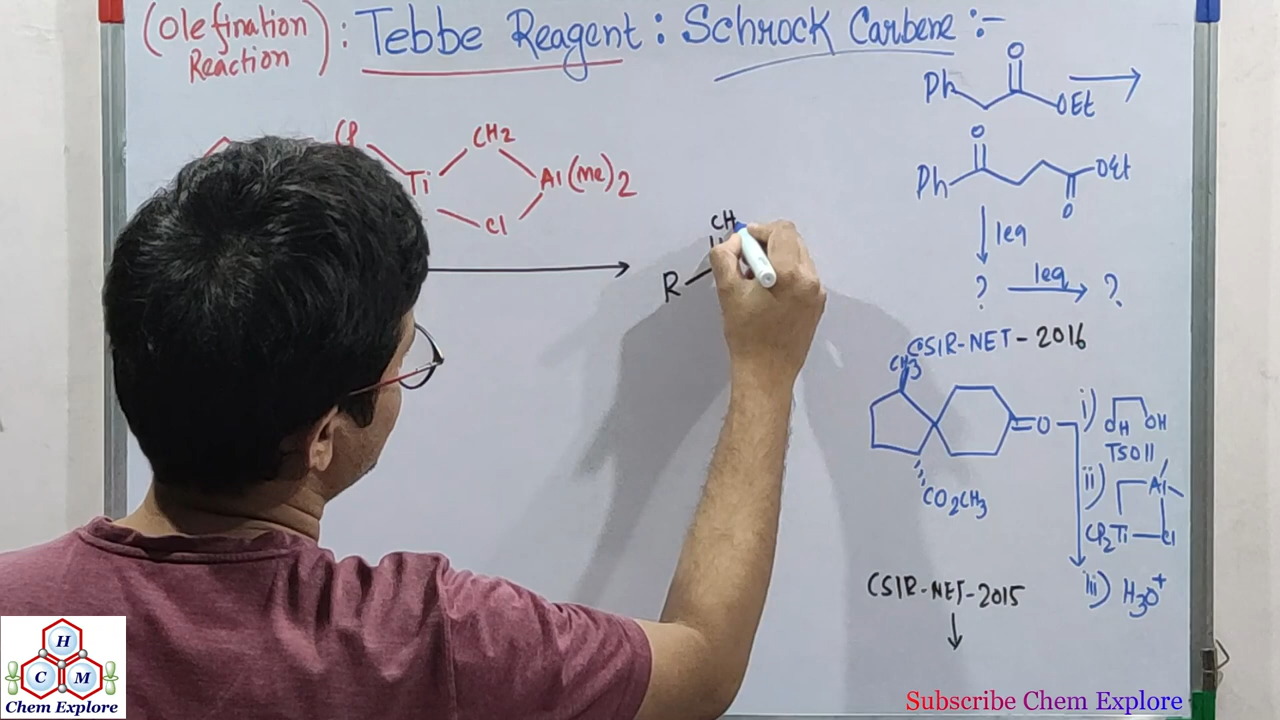 (Olefination Reaction) : Tebbe Reagent : Schrock Carbene :-
CP
Ti
CH2
Cl
Al(Me)2
R
CH
Ph
O
OEt
O
Ph
OEt
O
1eq
?
1eq
?
CSIR-NET-2016
CH3
O
CO2CH3
i)
OH OH
TSOH
ii)
Al
CP2Ti
Cl
iii) H3O+
CSIR-NET-2015
H
C M
Chem Explore
Subscribe Chem Explore